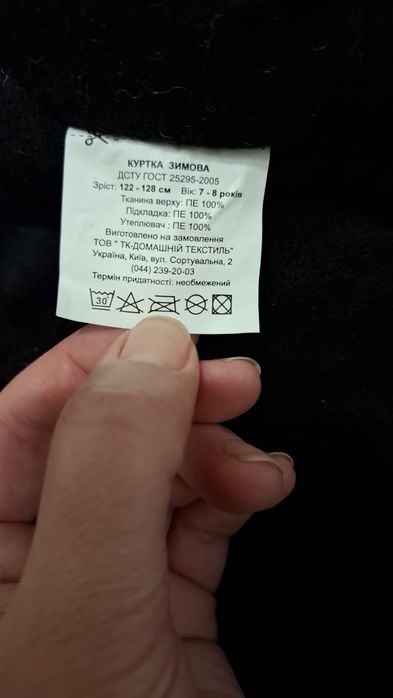 КУРТКА ЗИМОВА
ДСТУ ГОСТ 25295-2005
Зріст: 122 - 128 см Вік: 7 - 8 років
Тканина верху: ПЕ 100%
Підкладка: ПЕ 100%
Утеплювач : ПЕ 100%
Виготовлено на замовлення
ТОВ " ТК-ДОМАШНІЙ ТЕКСТИЛЬ"
Україна, Київ, вул. Сортувальна, 2
(044) 239-20-03
Термін придатності: необмежений
30°